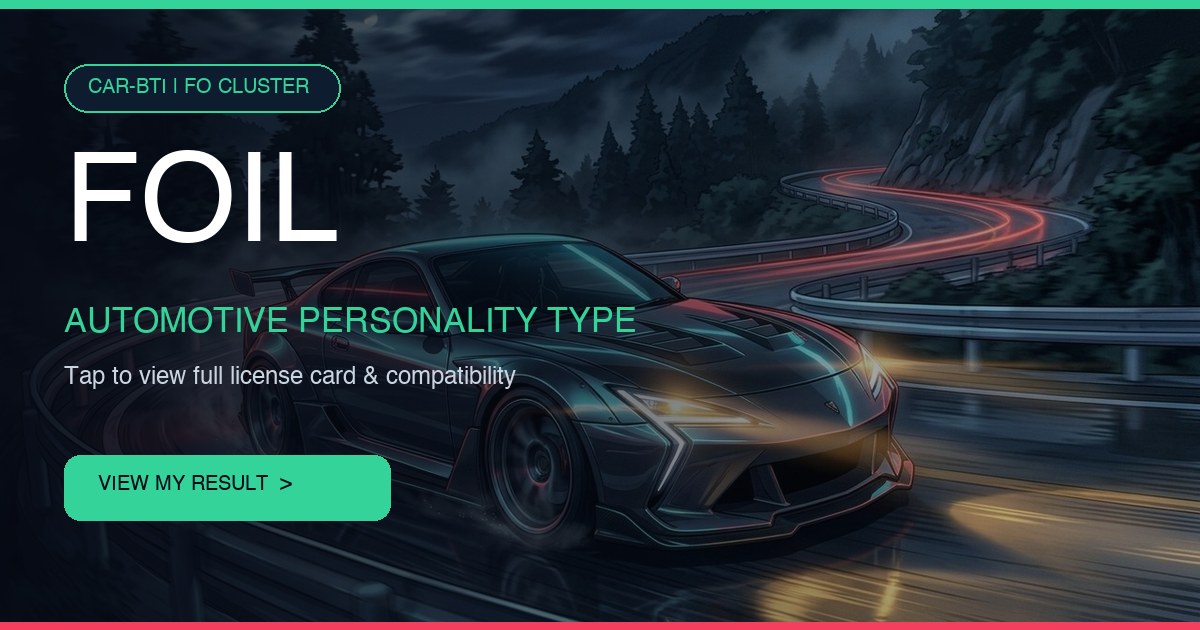 CAR-BTI | FO CLUSTER
FOIL
AUTOMOTIVE PERSONALITY TYPE
Tap to view full license card & compatibility
VIEW MY RESULT >